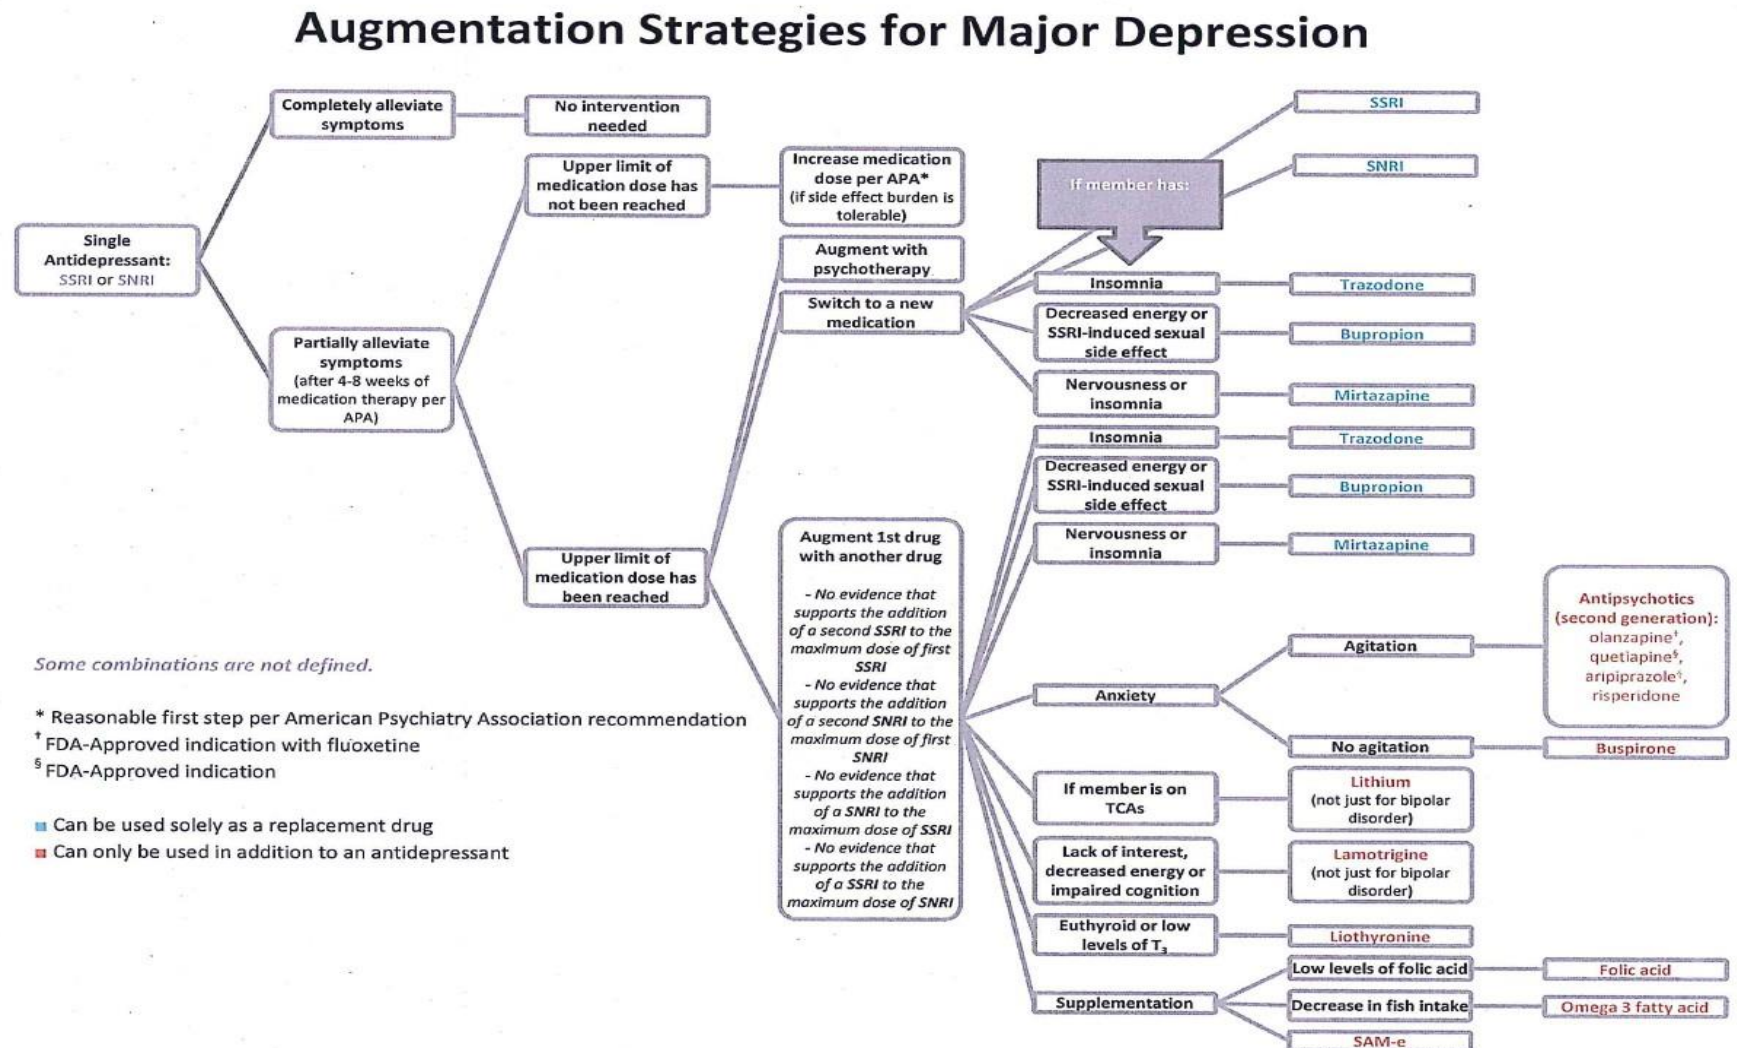 Augmentation Strategies for Major Depression
Single
Antidepressant:
SSRI or SNRI
Completely alleviate
symptoms
No intervention
needed
Partially alleviate
symptoms
(after 4-8 weeks of
medication therapy per
APA)
Upper limit of
medication dose has
not been reached
Increase medication
dose per APA*
(if side effect burden is
tolerable)
Upper limit of
medication dose has
been reached
Augment with
psychotherapy
Switch to a new
medication
If member has:
SSRI
SNRI
Insomnia
Trazodone
Decreased energy or
SSRI-induced sexual
side effect
Bupropion
Nervousness or
insomnia
Mirtazapine
Augment 1st drug
with another drug
- No evidence that
supports the addition
of a second SSRI to the
maximum dose of first
SSRI
- No evidence that
supports the addition
of a second SNRI to the
maximum dose of first
SNRI
- No evidence that
supports the addition
of a SNRI to the
maximum dose of SSRI
- No evidence that
supports the addition
of a SSRI to the
maximum dose of SNRI
Insomnia
Trazodone
Decreased energy or
SSRI-induced sexual
side effect
Bupropion
Nervousness or
insomnia
Mirtazapine
Anxiety
Agitation
Antipsychotics
(second generation):
olanzapine†,
quetiapine§,
aripiprazole§,
risperidone
No agitation
Buspirone
If member is on
TCAs
Lithium
(not just for bipolar
disorder)
Lack of interest,
decreased energy or
impaired cognition
Lamotrigine
(not just for bipolar
disorder)
Euthyroid or low
levels of T₃
Liothyronine
Supplementation
Low levels of folic acid
Folic acid
Decrease in fish intake
Omega 3 fatty acid
SAM-e
Some combinations are not defined.
* Reasonable first step per American Psychiatry Association recommendation
† FDA-Approved indication with fluoxetine
§ FDA-Approved indication
Can be used solely as a replacement drug
Can only be used in addition to an antidepressant